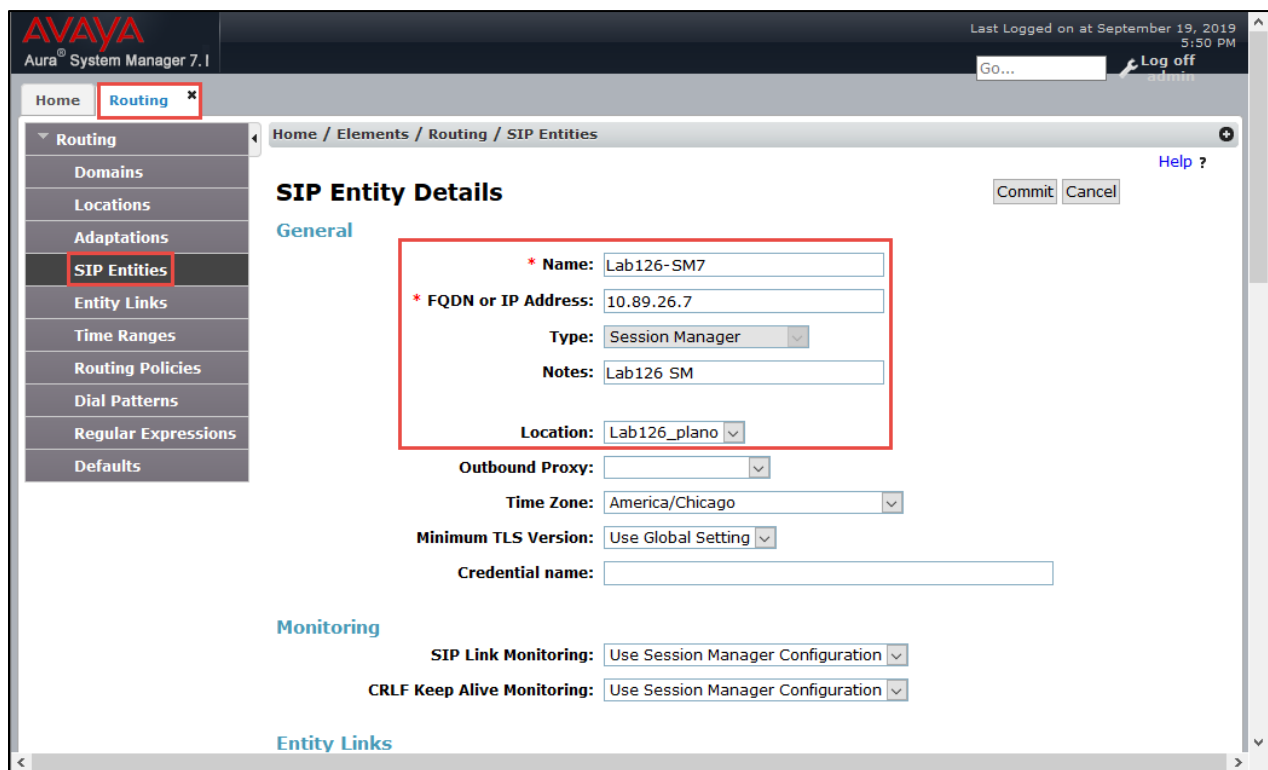 AVAYA
Aura® System Manager 7.1
Last Logged on at September 19, 2019
5:50 PM
Go...
Log off
admin
Home
Routing ×
Routing
Domains
Locations
Adaptations
SIP Entities
Entity Links
Time Ranges
Routing Policies
Dial Patterns
Regular Expressions
Defaults
Home / Elements / Routing / SIP Entities
Help ?
SIP Entity Details
Commit Cancel
General
* Name: Lab126-SM7
* FQDN or IP Address: 10.89.26.7
Type: Session Manager
Notes: Lab126 SM
Location: Lab126_plano
Outbound Proxy:
Time Zone: America/Chicago
Minimum TLS Version: Use Global Setting
Credential name:
Monitoring
SIP Link Monitoring: Use Session Manager Configuration
CRLF Keep Alive Monitoring: Use Session Manager Configuration
Entity Links